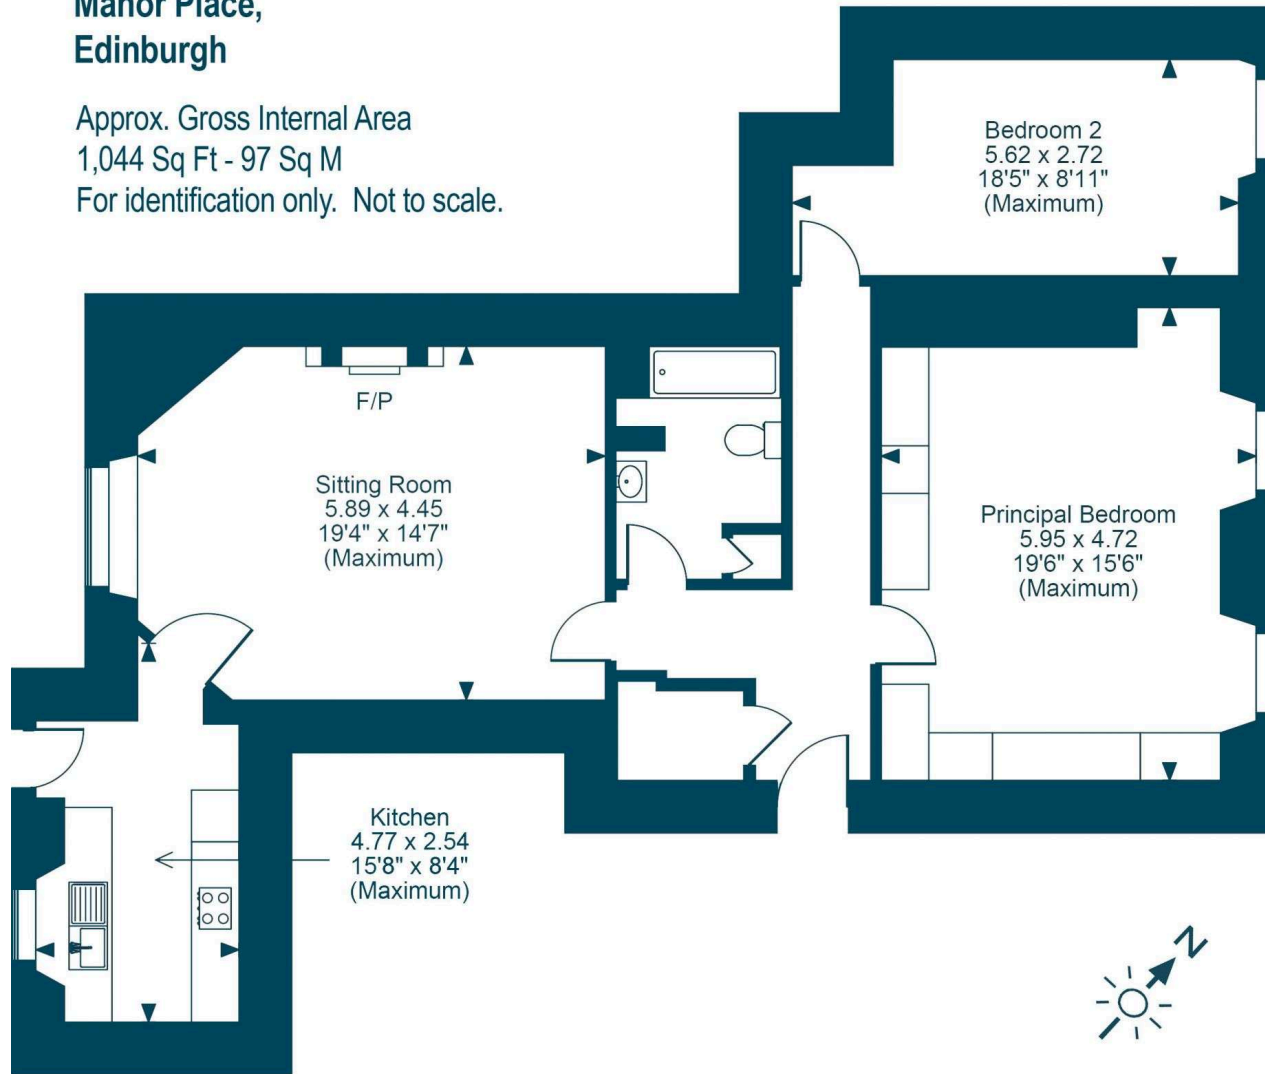 Manor Place,
Edinburgh
Approx. Gross Internal Area
1,044 Sq Ft - 97 Sq M
For identification only. Not to scale.
Bedroom 2
5.62 x 2.72
18'5" x 8'11"
(Maximum)
F/P
Sitting Room
5.89 x 4.45
19'4" x 14'7"
(Maximum)
Principal Bedroom
5.95 x 4.72
19'6" x 15'6"
(Maximum)
Kitchen
4.77 x 2.54
15'8" x 8'4"
(Maximum)
N